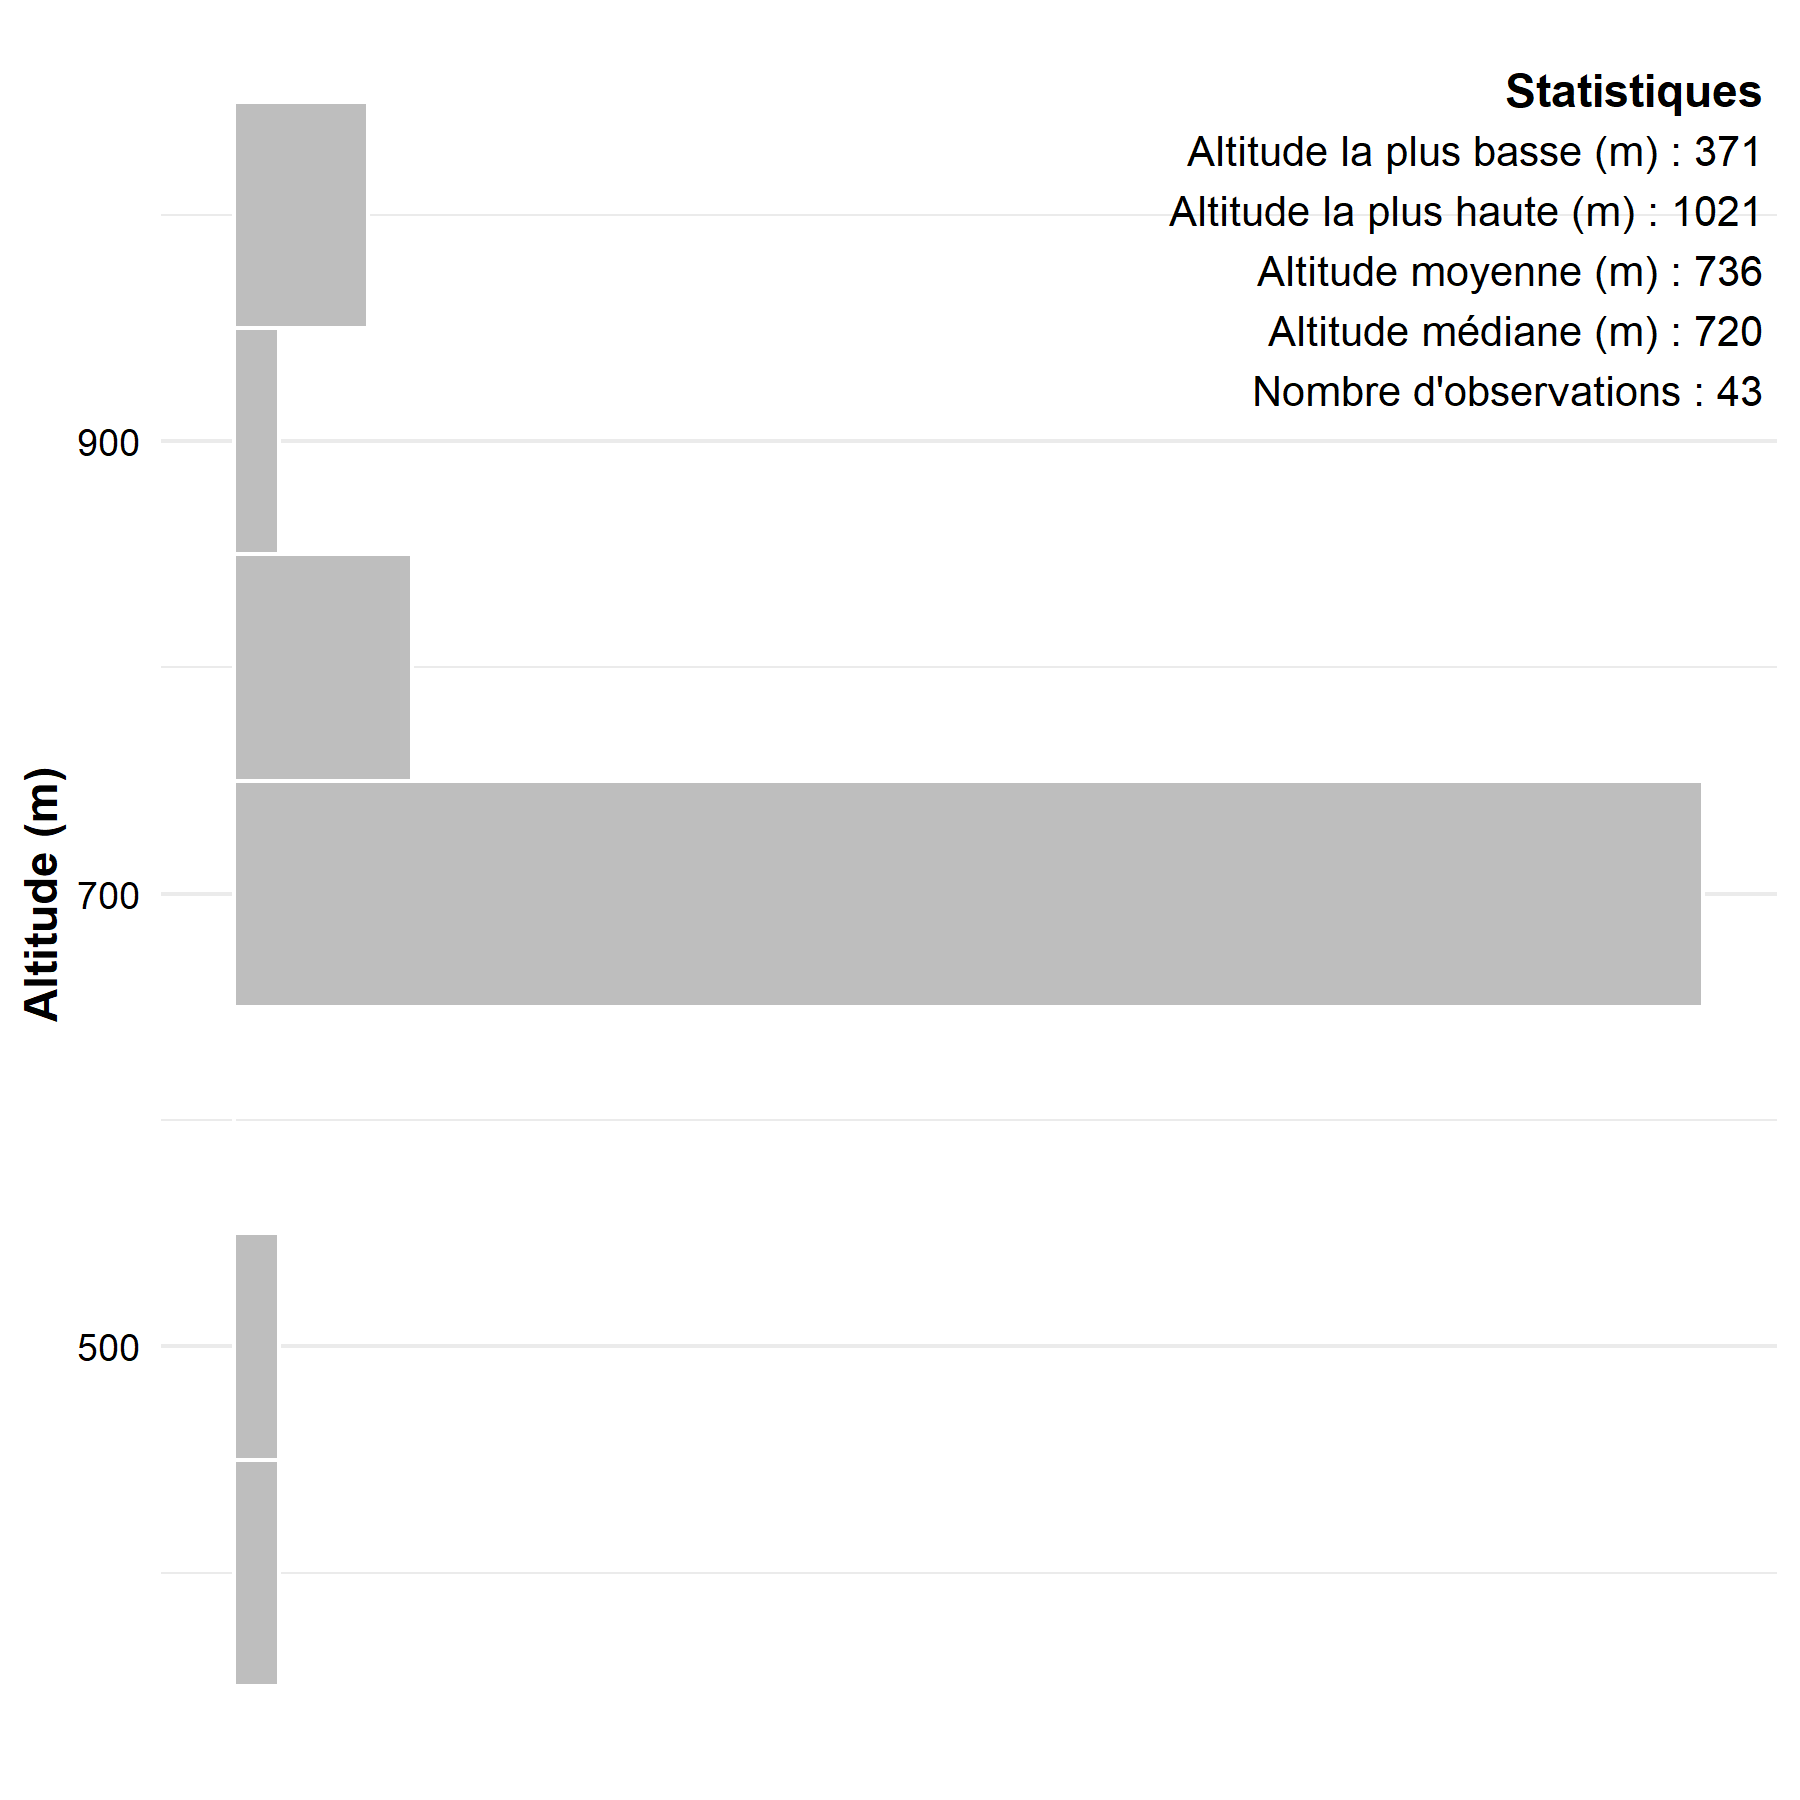 Statistiques
Altitude la plus basse (m) : 371
Altitude la plus haute (m) : 1021
Altitude moyenne (m) : 736
Altitude médiane (m) : 720
Nombre d'observations : 43
900
700
500
Altitude (m)